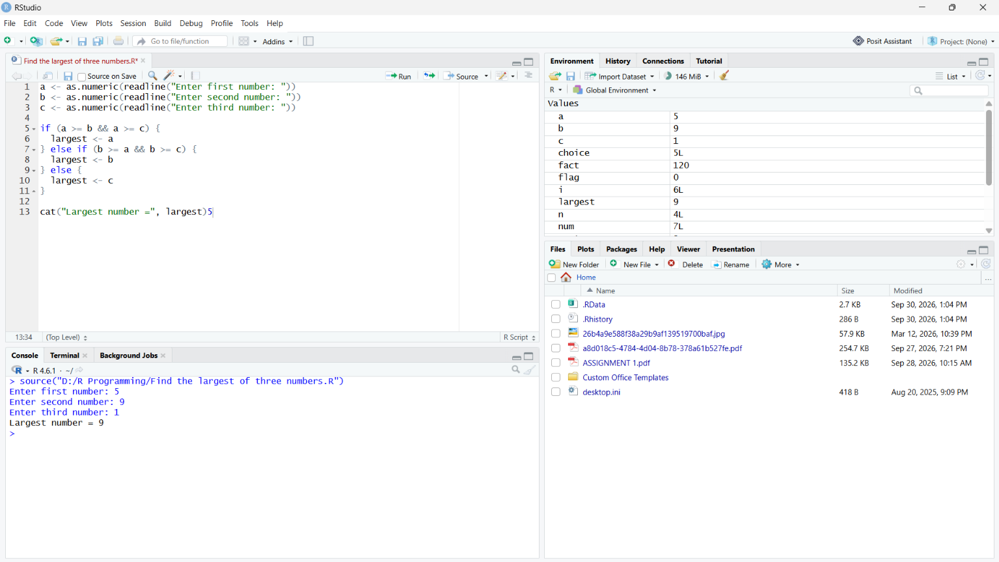 RStudio
File Edit Code View Plots Session Build Debug Profile Tools Help
Go to file/function Addins Posit Assistant Project: (None)
Find the largest of three numbers.R*
Source on Save Run Source
1 a <- as.numeric(readline("Enter first number: "))
2 b <- as.numeric(readline("Enter second number: "))
3 c <- as.numeric(readline("Enter third number: "))
4
5 if (a >= b && a >= c) {
6 largest <- a
7 } else if (b >= a && b >= c) {
8 largest <- b
9 } else {
10 largest <- c
11 }
12
13 cat("Largest number =", largest)5
13:34 (Top Level) R Script
Console Terminal Background Jobs
R R 4.6.1 · ~/
> source("D:/R Programming/Find the largest of three numbers.R")
Enter first number: 5
Enter second number: 9
Enter third number: 1
Largest number = 9
>
Environment History Connections Tutorial
Import Dataset 146 MiB List
R Global Environment
Values
a 5
b 9
c 1
choice 5L
fact 120
flag 0
i 6L
largest 9
n 4L
num 7L
Files Plots Packages Help Viewer Presentation
New Folder New File Delete Rename More
Home ...
Name Size Modified
.RData 2.7 KB Sep 30, 2026, 1:04 PM
.Rhistory 286 B Sep 30, 2026, 1:04 PM
26b4a9e588f38a29b9af139519700baf.jpg 57.9 KB Mar 12, 2026, 10:39 PM
a8d018c5-4784-4d04-8b78-378a61b527fe.pdf 254.7 KB Sep 27, 2026, 7:21 PM
ASSIGNMENT 1.pdf 135.2 KB Sep 28, 2026, 10:15 AM
Custom Office Templates
desktop.ini 418 B Aug 20, 2025, 9:09 PM